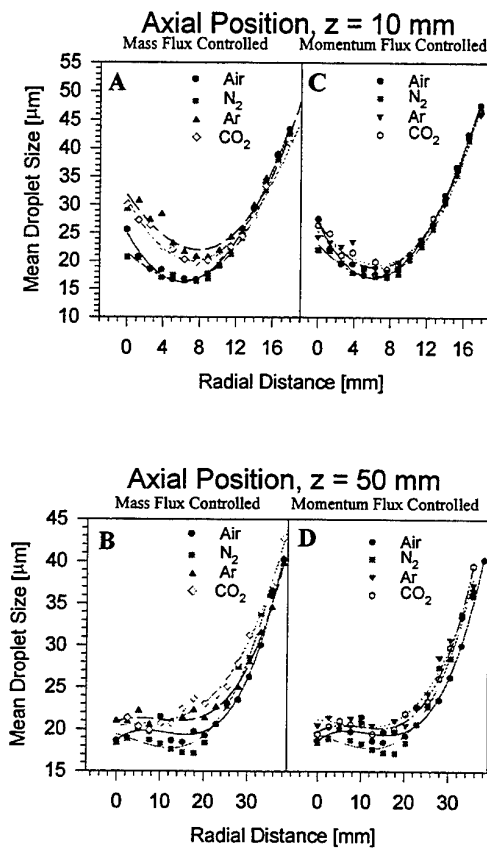 Axial Position, z = 10 mm
Mass Flux Controlled
Momentum Flux Controlled
A
Air
N2
Ar
CO2
C
Air
N2
Ar
CO2
Mean Droplet Size [µm]
55
50
45
40
35
30
25
20
15
10
0 4 8 12 16
0 4 8 12 16
Radial Distance [mm]
Axial Position, z = 50 mm
Mass Flux Controlled
Momentum Flux Controlled
B
Air
N2
Ar
CO2
D
Air
N2
Ar
CO2
Mean Droplet Size [µm]
45
40
35
30
25
20
15
0 10 20 30
0 10 20 30
Radial Distance [mm]
Radial Distance [mm]